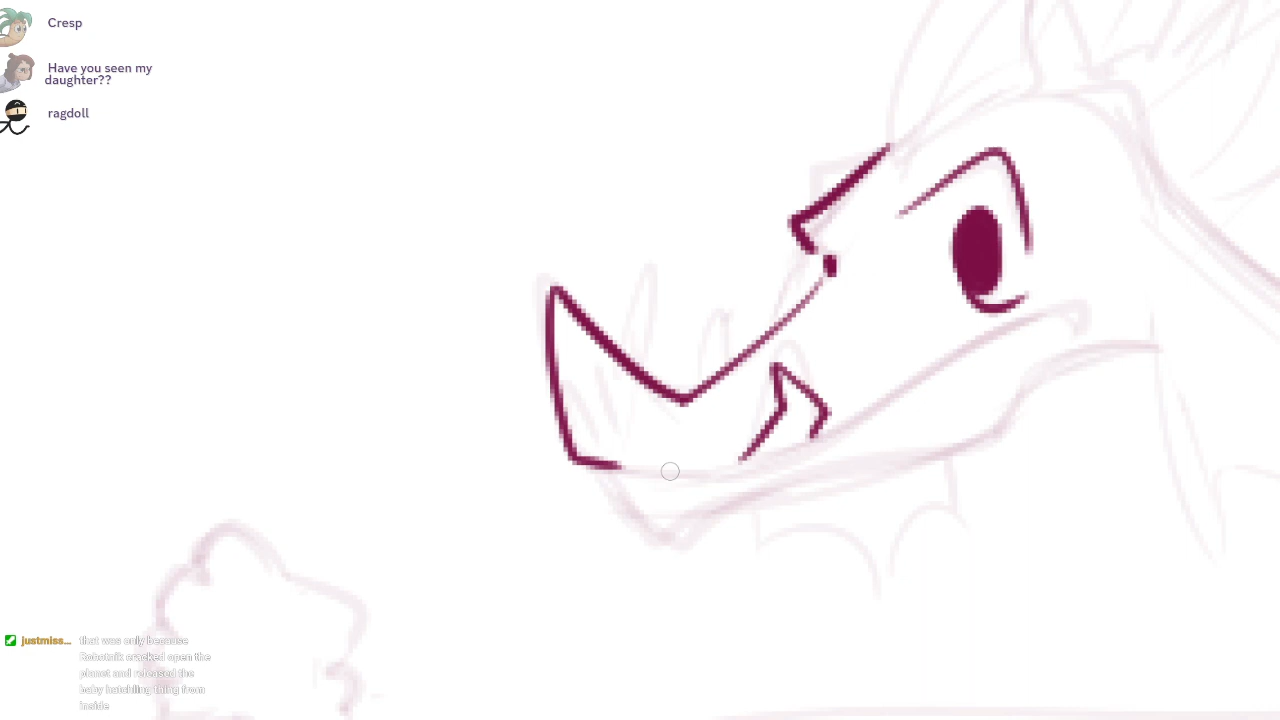 Cresp
Have you seen my
daughter??
ragdoll
justmiss... that was only because
Robotnik cracked open the
planet and released the
baby hatchling thing from
inside